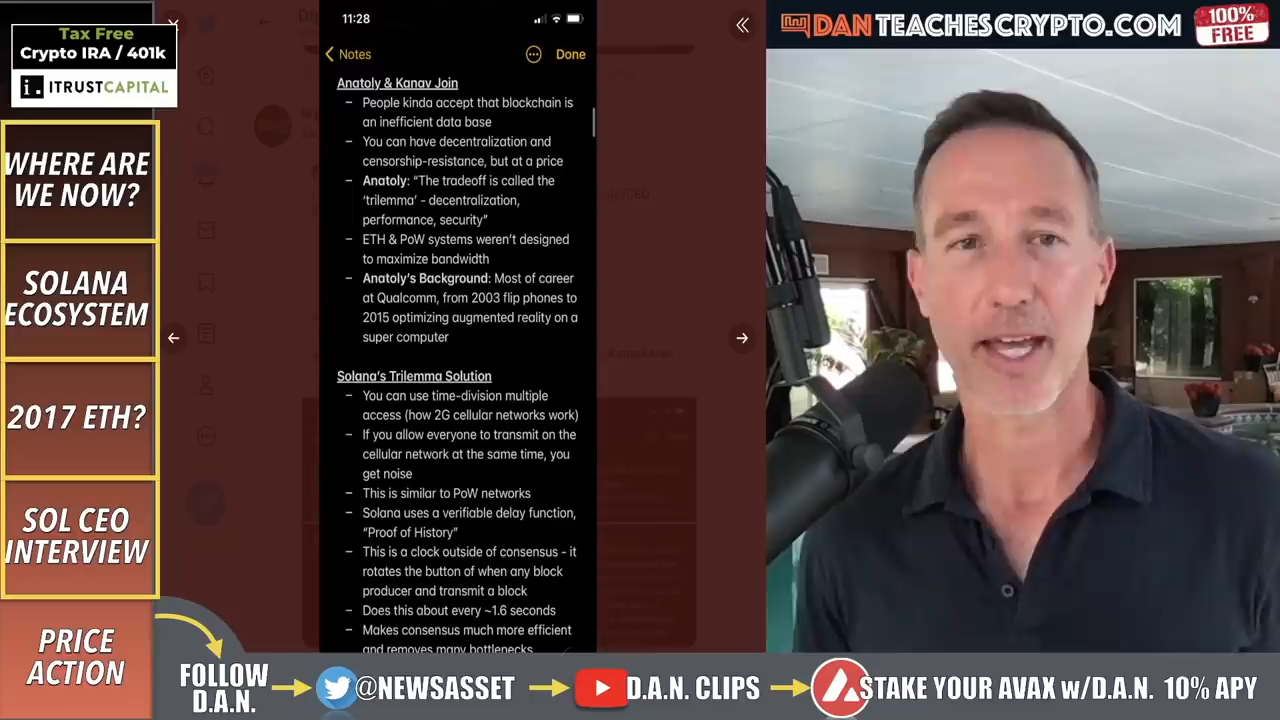 Tax Free
Crypto IRA / 401k
i. ITRUSTCAPITAL
WHERE ARE
WE NOW?
SOLANA
ECOSYSTEM
2017 ETH?
SOL CEO
INTERVIEW
PRICE
ACTION
11:28
Notes
Done
Anatoly & Kanav Join
– People kinda accept that blockchain is
an inefficient data base
– You can have decentralization and
censorship-resistance, but at a price
– Anatoly: “The tradeoff is called the
‘trilemma’ - decentralization,
performance, security”
– ETH & PoW systems weren’t designed
to maximize bandwidth
– Anatoly’s Background: Most of career
at Qualcomm, from 2003 flip phones to
2015 optimizing augmented reality on a
super computer
Solana’s Trilemma Solution
– You can use time-division multiple
access (how 2G cellular networks work)
– If you allow everyone to transmit on the
cellular network at the same time, you
get noise
– This is similar to PoW networks
– Solana uses a verifiable delay function,
“Proof of History”
– This is a clock outside of consensus - it
rotates the button of when any block
producer and transmit a block
– Does this about every ~1.6 seconds
– Makes consensus much more efficient
and removes many bottlenecks
DANTEACHESCRYPTO.COM
100%
FREE
FOLLOW
D.A.N.
@NEWSASSET
D.A.N. CLIPS
STAKE YOUR AVAX w/D.A.N. 10% APY